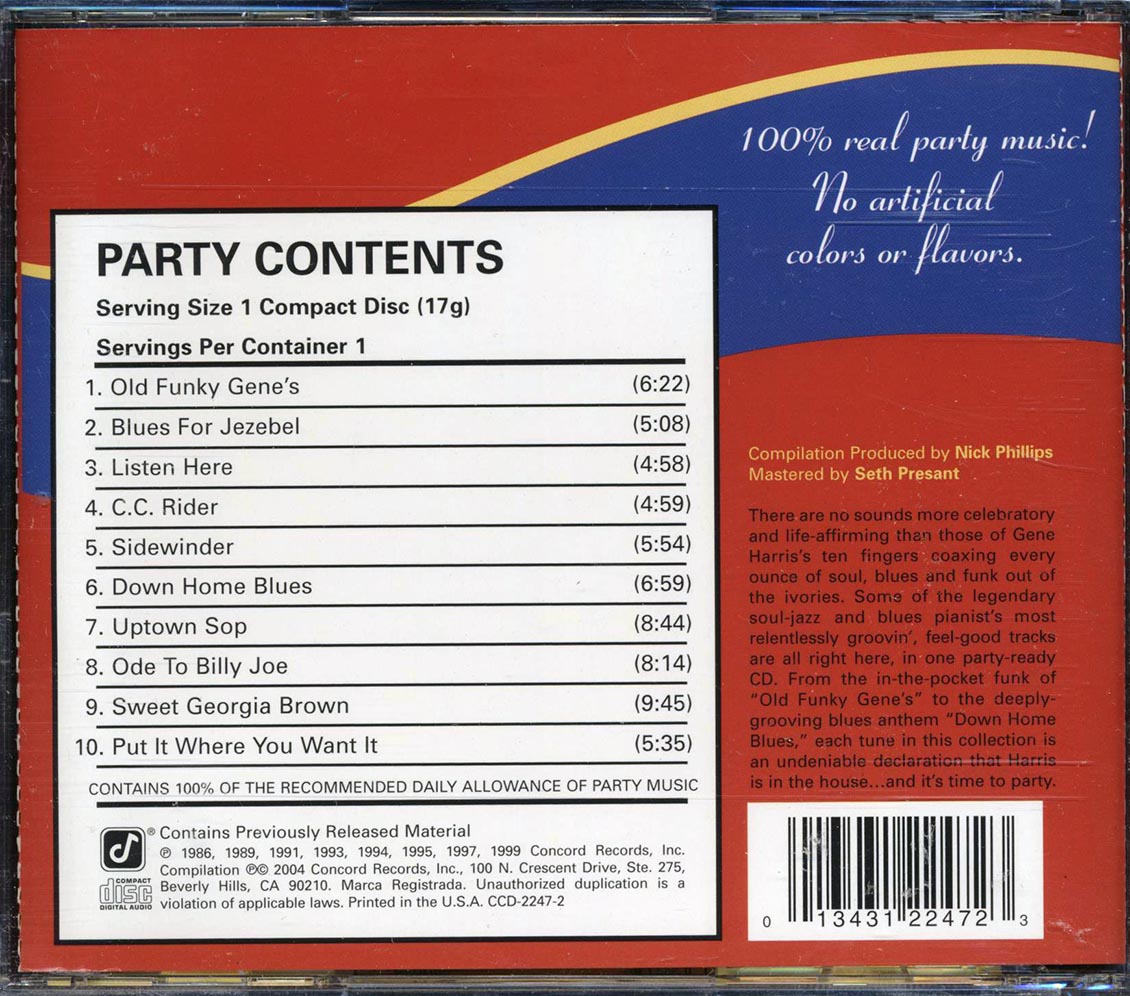 100% real party music!
No artificial
colors or flavors.
PARTY CONTENTS
Serving Size 1 Compact Disc (17g)
Servings Per Container 1
1. Old Funky Gene's (6:22)
2. Blues For Jezebel (5:08)
3. Listen Here (4:58)
4. C.C. Rider (4:59)
5. Sidewinder (5:54)
6. Down Home Blues (6:59)
7. Uptown Sop (8:44)
8. Ode To Billy Joe (8:14)
9. Sweet Georgia Brown (9:45)
10. Put It Where You Want It (5:35)
CONTAINS 100% OF THE RECOMMENDED DAILY ALLOWANCE OF PARTY MUSIC
® Contains Previously Released Material
℗ 1986, 1989, 1991, 1993, 1994, 1995, 1997, 1999 Concord Records, Inc.
Compilation ℗© 2004 Concord Records, Inc., 100 N. Crescent Drive, Ste. 275,
Beverly Hills, CA 90210. Marca Registrada. Unauthorized duplication is a
violation of applicable laws. Printed in the U.S.A. CCD-2247-2
COMPACT
disc
DIGITAL AUDIO
Compilation Produced by Nick Phillips
Mastered by Seth Presant
There are no sounds more celebratory
and life-affirming than those of Gene
Harris's ten fingers coaxing every
ounce of soul, blues and funk out of
the ivories. Some of the legendary
soul-jazz and blues pianist's most
relentlessly groovin', feel-good tracks
are all right here, in one party-ready
CD. From the in-the-pocket funk of
"Old Funky Gene's" to the deeply-
grooving blues anthem "Down Home
Blues," each tune in this collection is
an undeniable declaration that Harris
is in the house...and it's time to party.
0 13431 22472 3